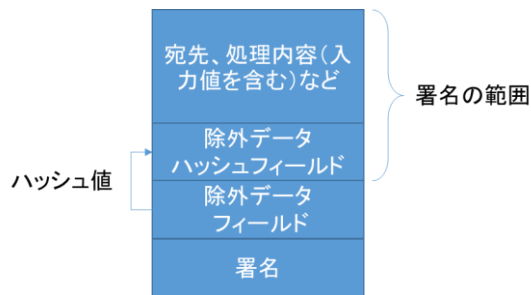 宛先、処理内容(入
力値を含む)など
署名の範囲
除外データ
ハッシュフィールド
ハッシュ値
除外データ
フィールド
署名